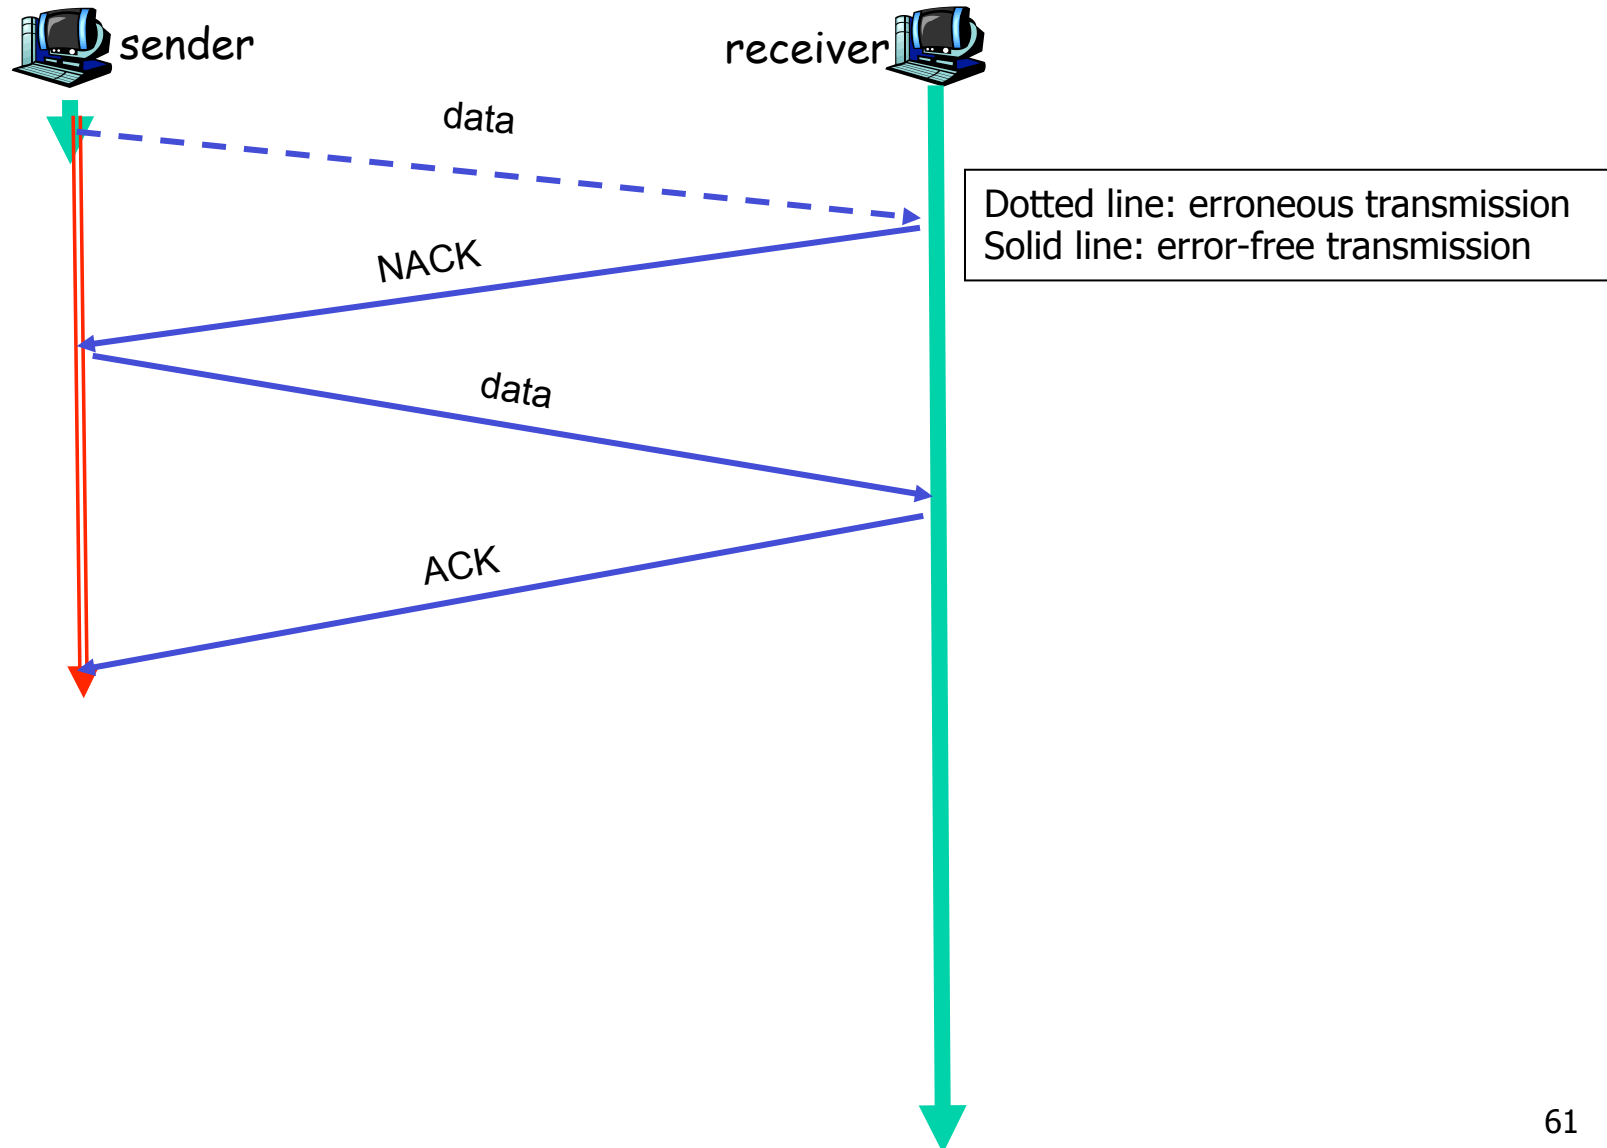 sender
receiver
data
Dotted line: erroneous transmission
Solid line: error-free transmission
NACK
data
ACK
61